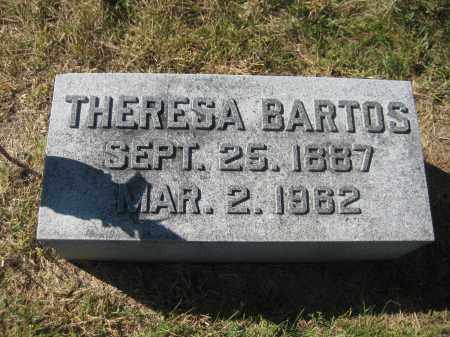 THERESA BARTOS
SEPT. 25. 1887
MAR. 2. 1962